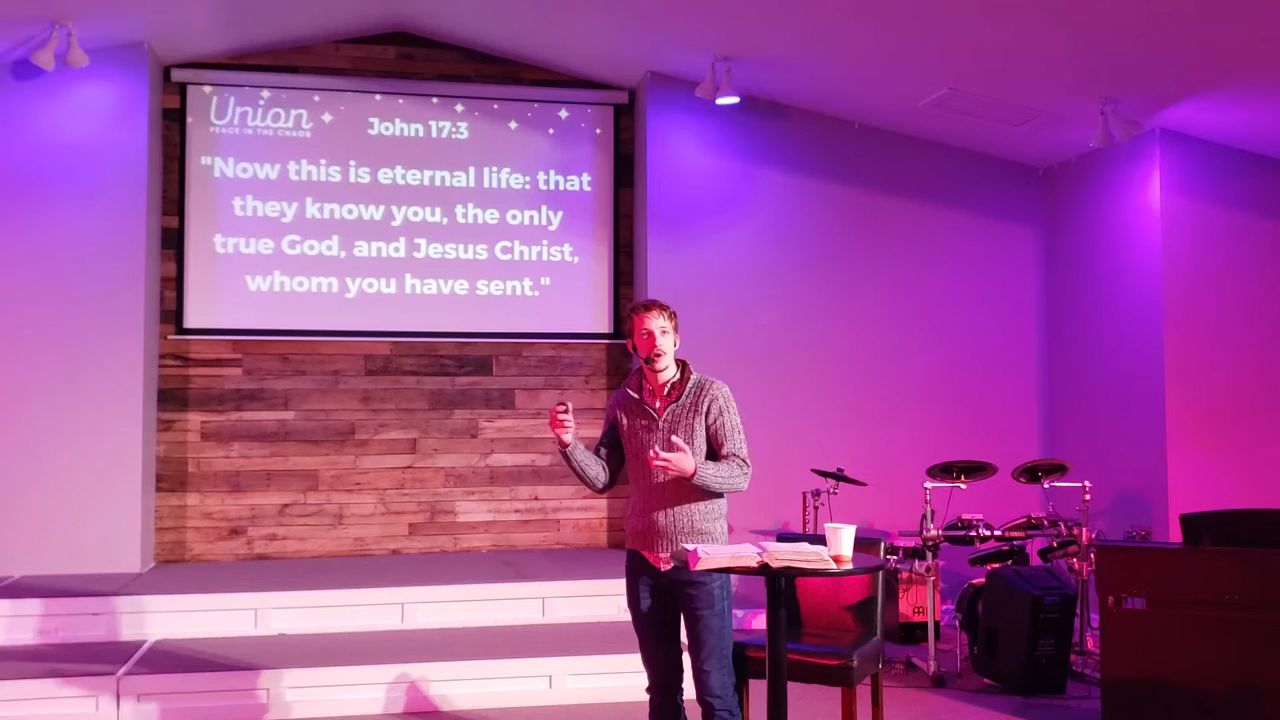 Union
PEACE IN THE CHAOS
John 17:3
"Now this is eternal life: that
they know you, the only
true God, and Jesus Christ,
whom you have sent."